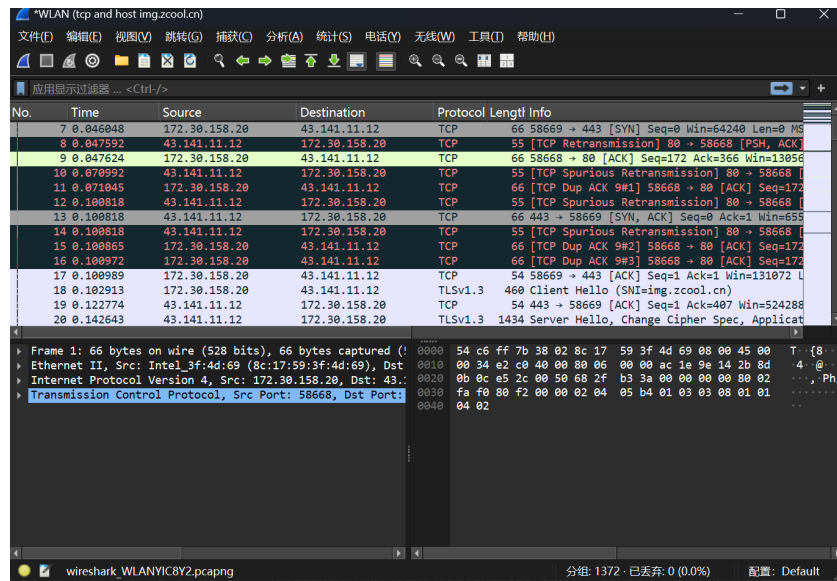 *WLAN (tcp and host img.zcool.cn)
文件(F) 编辑(E) 视图(V) 跳转(G) 捕获(C) 分析(A) 统计(S) 电话(Y) 无线(W) 工具(T) 帮助(H)
应用显示过滤器 … <Ctrl-/>
No. Time Source Destination Protocol Length Info
7 0.046048 172.30.158.20 43.141.11.12 TCP 66 58669 → 443 [SYN] Seq=0 Win=64240 Len=0 MS
8 0.047592 43.141.11.12 172.30.158.20 TCP 55 [TCP Retransmission] 80 → 58668 [PSH, ACK]
9 0.047624 172.30.158.20 43.141.11.12 TCP 66 58668 → 80 [ACK] Seq=172 Ack=366 Win=13056
10 0.070992 43.141.11.12 172.30.158.20 TCP 55 [TCP Spurious Retransmission] 80 → 58668 [
11 0.071045 172.30.158.20 43.141.11.12 TCP 66 [TCP Dup ACK 9#1] 58668 → 80 [ACK] Seq=172
12 0.100818 43.141.11.12 172.30.158.20 TCP 55 [TCP Spurious Retransmission] 80 → 58668 [
13 0.100818 43.141.11.12 172.30.158.20 TCP 66 443 → 58669 [SYN, ACK] Seq=0 Ack=1 Win=655
14 0.100818 43.141.11.12 172.30.158.20 TCP 55 [TCP Spurious Retransmission] 80 → 58668 [
15 0.100865 172.30.158.20 43.141.11.12 TCP 66 [TCP Dup ACK 9#2] 58668 → 80 [ACK] Seq=172
16 0.100972 172.30.158.20 43.141.11.12 TCP 66 [TCP Dup ACK 9#3] 58668 → 80 [ACK] Seq=172
17 0.100989 172.30.158.20 43.141.11.12 TCP 54 58669 → 443 [ACK] Seq=1 Ack=1 Win=131072 L
18 0.102913 172.30.158.20 43.141.11.12 TLSv1.3 460 Client Hello (SNI=img.zcool.cn)
19 0.122774 43.141.11.12 172.30.158.20 TCP 54 443 → 58669 [ACK] Seq=1 Ack=407 Win=524288
20 0.142643 43.141.11.12 172.30.158.20 TLSv1.3 1434 Server Hello, Change Cipher Spec, Applicat
Frame 1: 66 bytes on wire (528 bits), 66 bytes captured (
Ethernet II, Src: Intel_3f:4d:69 (8c:17:59:3f:4d:69), Dst
Internet Protocol Version 4, Src: 172.30.158.20, Dst: 43.
Transmission Control Protocol, Src Port: 58668, Dst Port:
0000 54 c6 ff 7b 38 02 8c 17 59 3f 4d 69 08 00 45 00 T··{8··
0010 00 34 e2 c0 40 00 80 06 00 00 ac 1e 9e 14 2b 8d ·4··@··
0020 0b 0c e5 2c 00 50 68 2f b3 3a 00 00 00 00 80 02 ···,·Ph
0030 fa f0 80 f2 00 00 02 04 05 b4 01 03 03 08 01 01 ·······
0040 04 02 ··
wireshark_WLANYIC8Y2.pcapng 分组: 1372 · 已丢弃: 0 (0.0%) 配置: Default